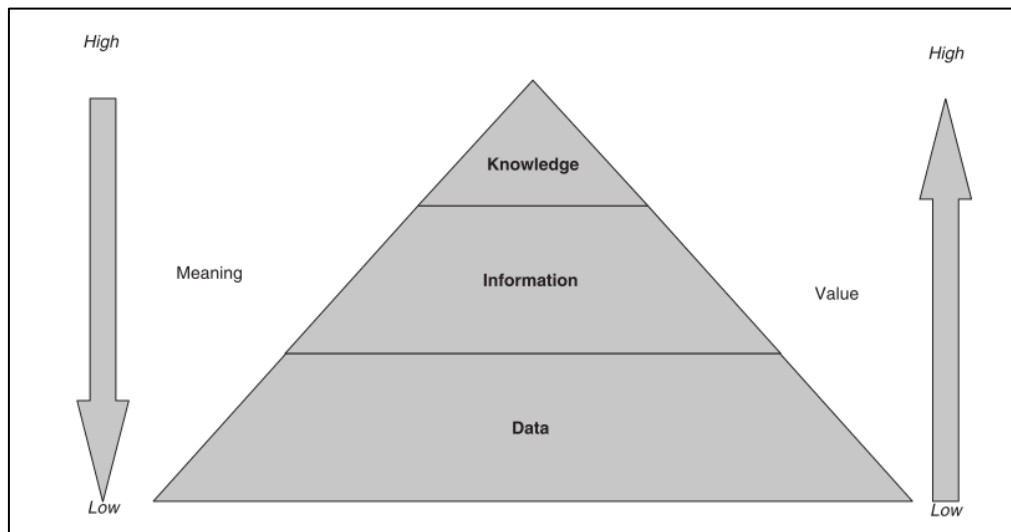 High
High
Knowledge
Meaning
Information
Value
Data
Low
Low